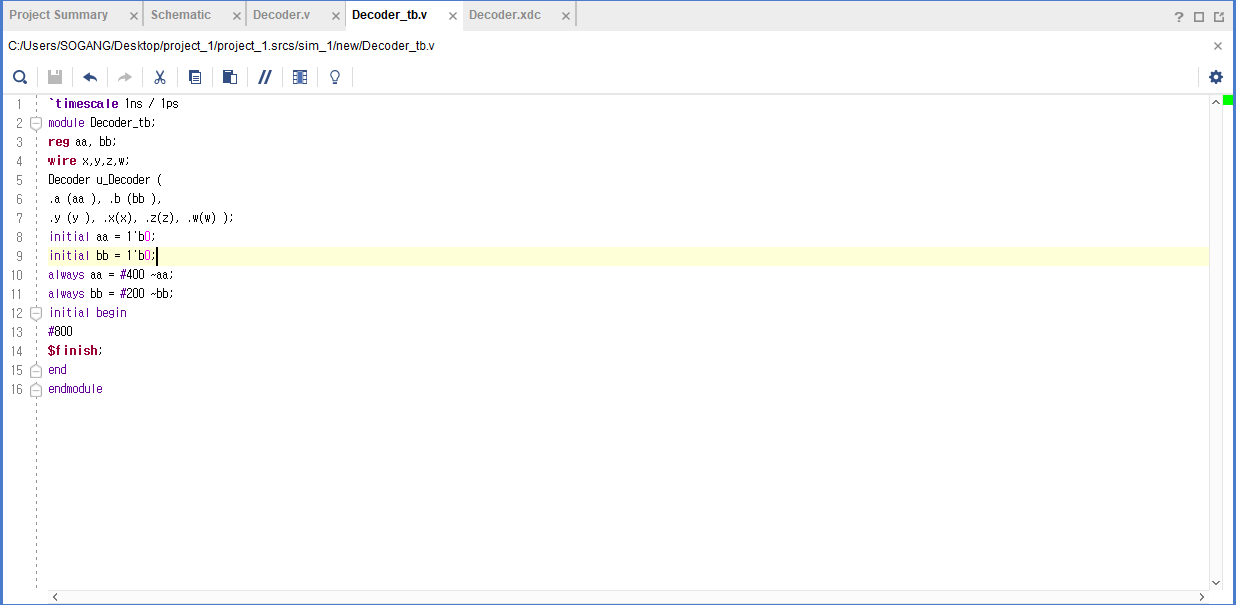 Project Summary × Schematic × Decoder.v × Decoder_tb.v × Decoder.xdc ×
C:/Users/SOGANG/Desktop/project_1/project_1.srcs/sim_1/new/Decoder_tb.v
1 `timescale 1ns / 1ps
2 module Decoder_tb;
3 reg aa, bb;
4 wire x,y,z,w;
5 Decoder u_Decoder (
6 .a (aa ), .b (bb ),
7 .y (y ), .x(x), .z(z), .w(w) );
8 initial aa = 1'b0;
9 initial bb = 1'b0;
10 always aa = #400 ~aa;
11 always bb = #200 ~bb;
12 initial begin
13 #800
14 $finish;
15 end
16 endmodule